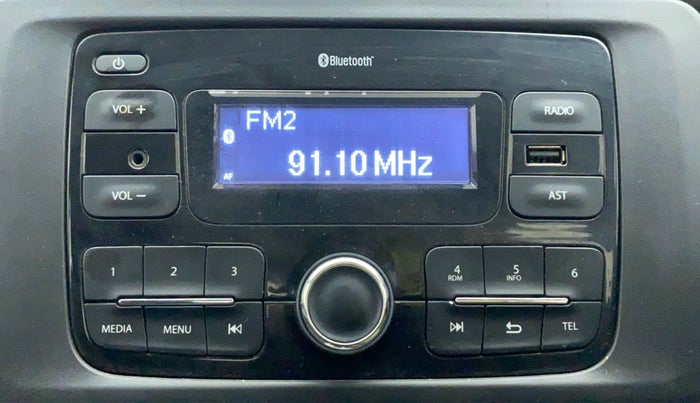 Bluetooth
VOL +
FM2
RADIO
91.10 MHz
AF
VOL −
AST
1 2 3
4 5 6
RDM INFO
MEDIA MENU
TEL